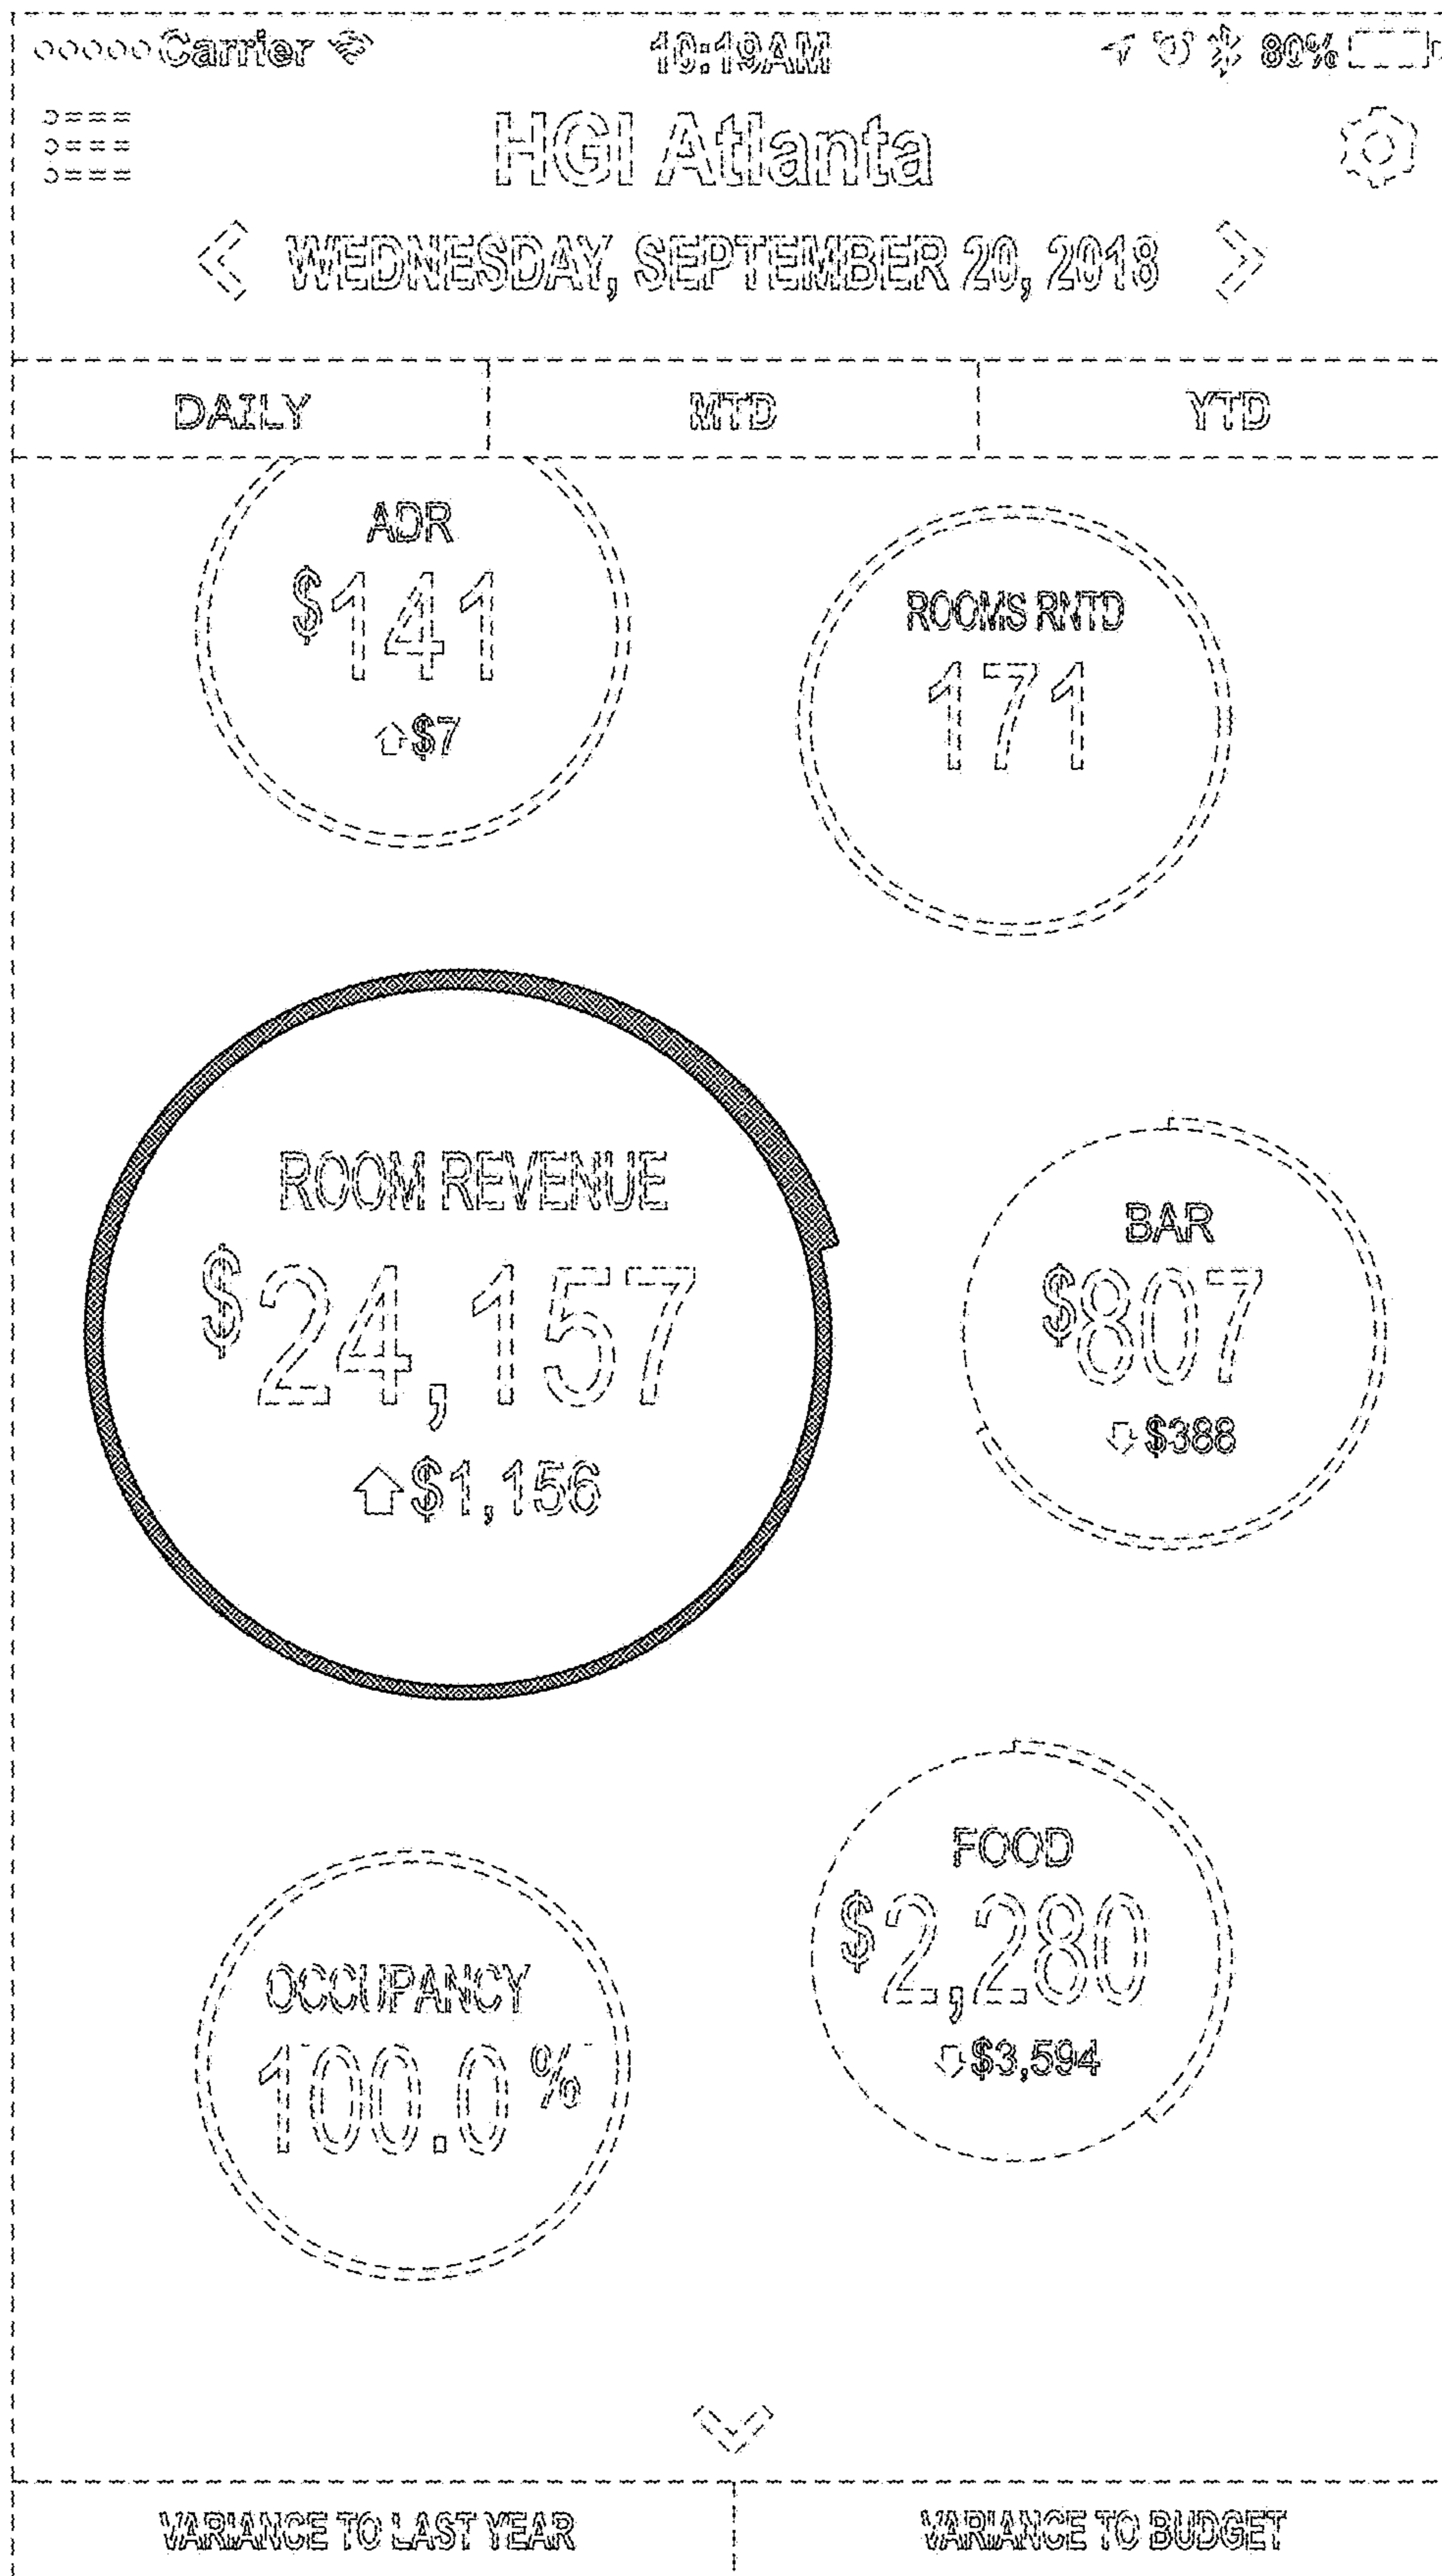 Carrier 10:19AM 80%
HGI Atlanta
WEDNESDAY, SEPTEMBER 20, 2018
DAILY MTD YTD
ADR
$141
$7
ROOMS RNTD
171
ROOM REVENUE
$24,157
$1,156
BAR
$807
$388
FOOD
$2,280
$3,594
OCCUPANCY
100.0%
VARIANCE TO LAST YEAR VARIANCE TO BUDGET